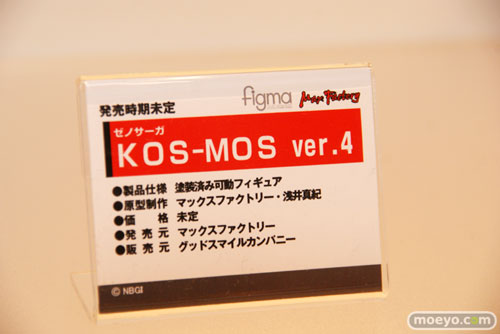 figma Max Factory
発売時期未定
ゼノサーガ
KOS-MOS ver.4
●製品仕様 塗装済み可動フィギュア
●原型制作 マックスファクトリー・浅井真紀
●価格 未定
●発売元 マックスファクトリー
●販売元 グッドスマイルカンパニー
© NBGI
moeyo.com